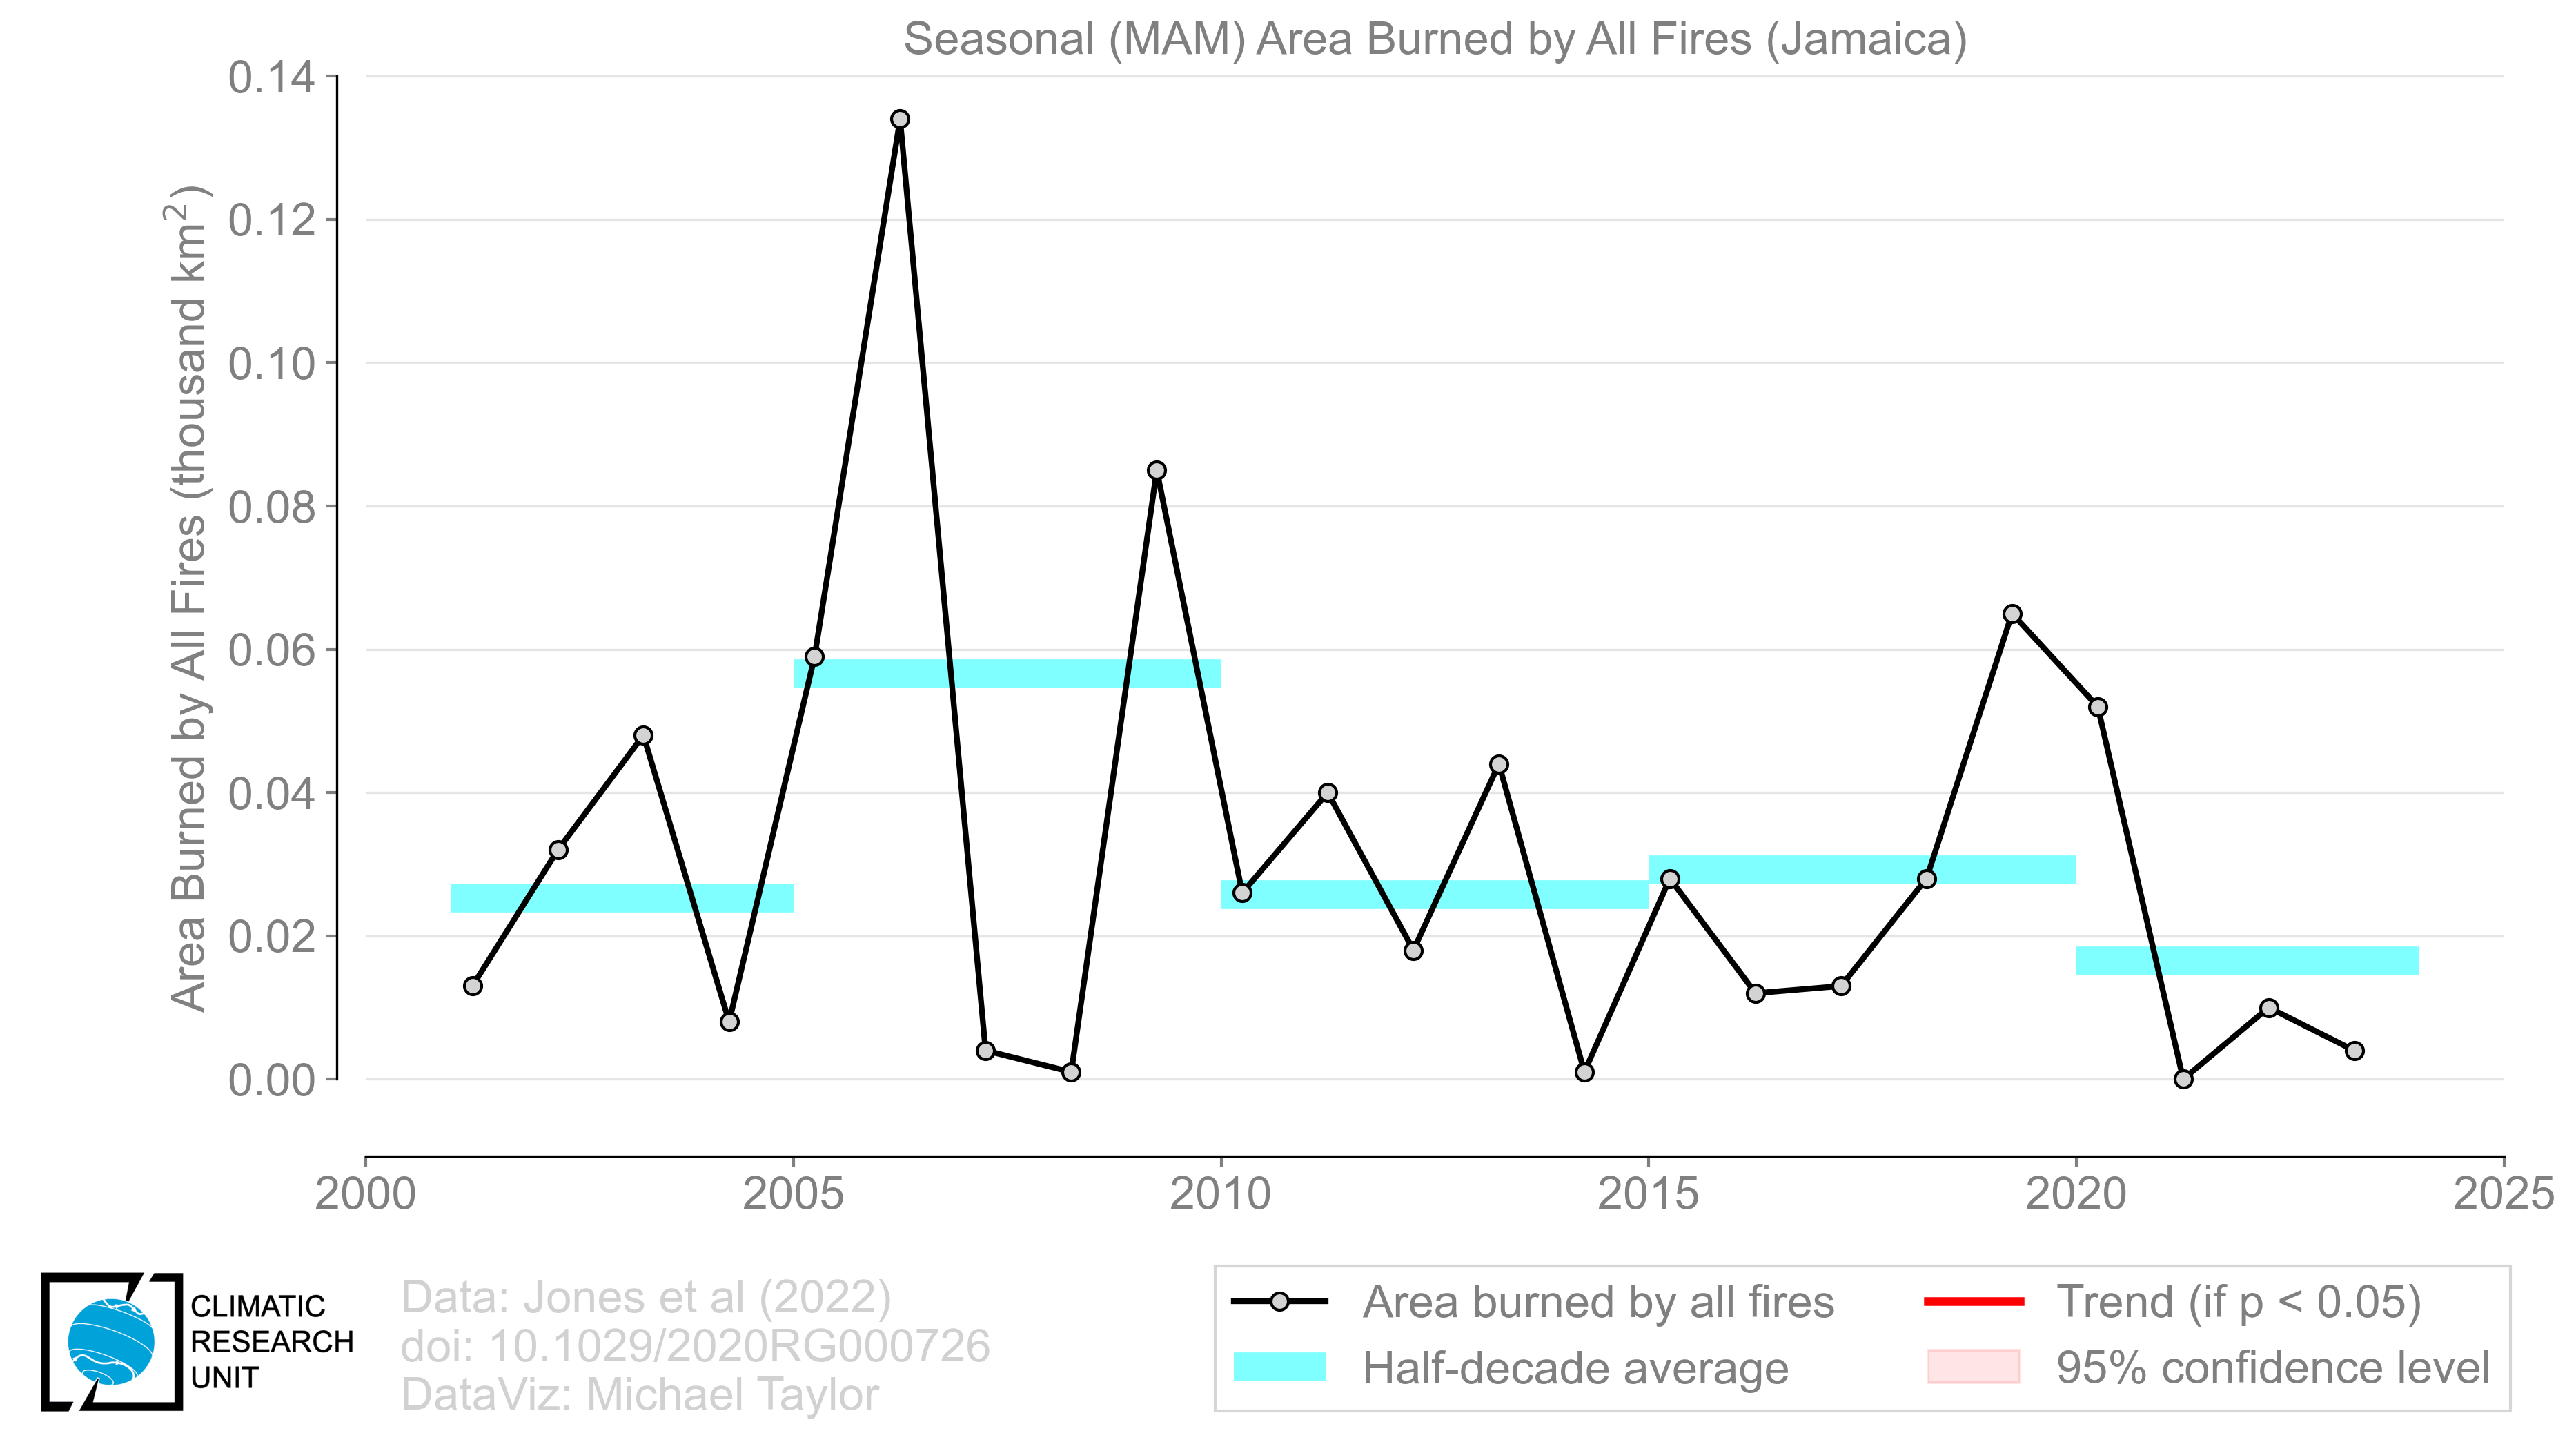 Seasonal (MAM) Area Burned by All Fires (Jamaica)
Area Burned by All Fires (thousand km²)
0.14
0.12
0.10
0.08
0.06
0.04
0.02
0.00
2000 2005 2010 2015 2020 2025
CLIMATIC
RESEARCH
UNIT
Data: Jones et al (2022)
doi: 10.1029/2020RG000726
DataViz: Michael Taylor
Area burned by all fires
Half-decade average
Trend (if p < 0.05)
95% confidence level